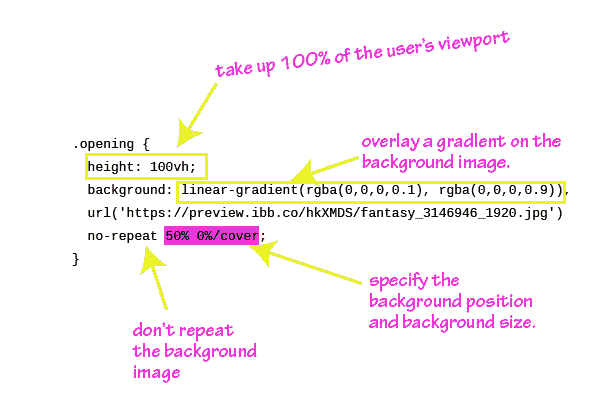 take up 100% of the user's viewport
.opening {
height: 100vh;
overlay a gradient on the
background image.
background: linear-gradient(rgba(0,0,0,0.1), rgba(0,0,0,0.9)),
url('https://preview.ibb.co/hkXMDS/fantasy_3146946_1920.jpg')
no-repeat 50% 0%/cover;
}
specify the
background position
and background size.
don't repeat
the background
image